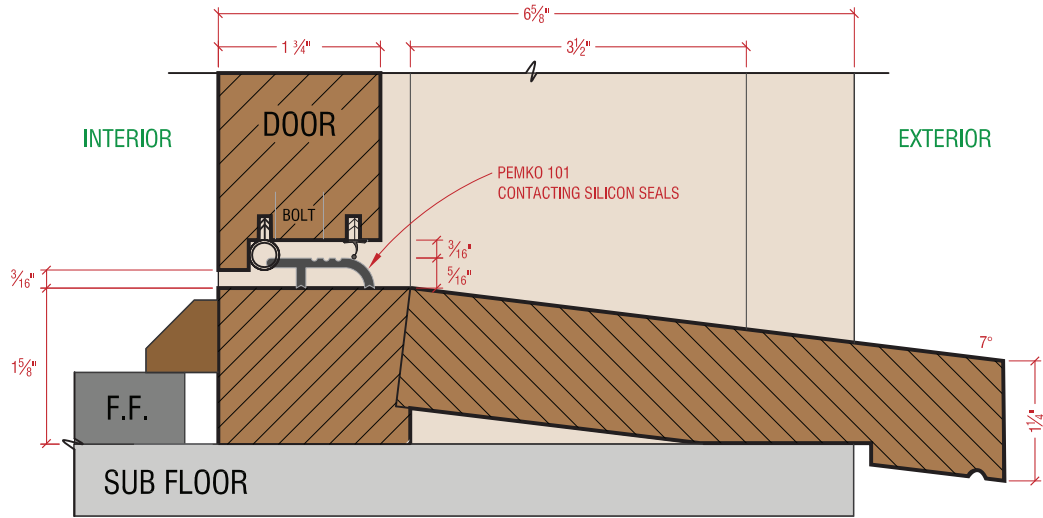 6⅝"
1 ¾"
3½"
DOOR
INTERIOR
EXTERIOR
PEMKO 101
CONTACTING SILICON SEALS
BOLT
3⁄16"
3⁄16"
5⁄16"
7°
1⅝"
F.F.
1¼"
SUB FLOOR